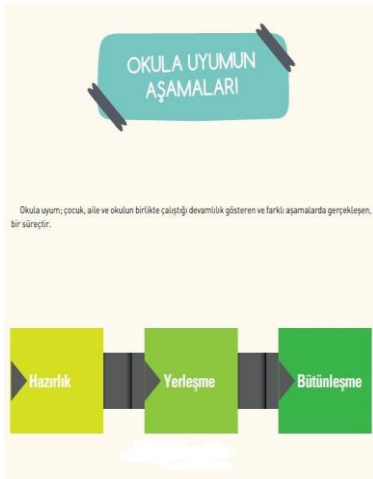 OKULA UYUMUN
AŞAMALARI
Okula uyum; çocuk, aile ve okulun birlikte çalıştığı devamlılık gösteren ve farklı aşamalarda gerçekleşen,
bir süreçtir.
Hazırlık
Yerleşme
Bütünleşme